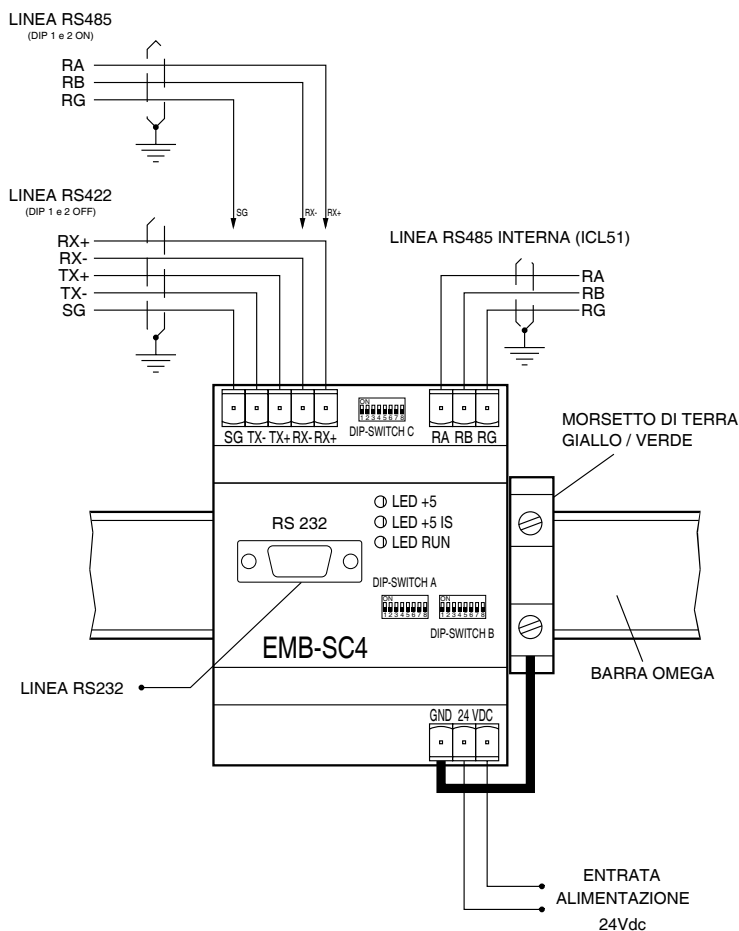 LINEA RS485
(DIP 1 e 2 ON)
RA
RB
RG
LINEA RS422
(DIP 1 e 2 OFF)
SG RX- RX+
RX+
RX-
TX+
TX-
SG
LINEA RS485 INTERNA (ICL51)
RA
RB
RG
ON
1 2 3 4 5 6 7 8
SG TX- TX+ RX- RX+
DIP-SWITCH C
RA RB RG
MORSETTO DI TERRA
GIALLO / VERDE
LED +5
LED +5 IS
LED RUN
RS 232
DIP-SWITCH A
ON
1 2 3 4 5 6 7 8
ON
1 2 3 4 5 6 7 8
DIP-SWITCH B
EMB-SC4
BARRA OMEGA
LINEA RS232
GND 24 VDC
ENTRATA
ALIMENTAZIONE
24Vdc